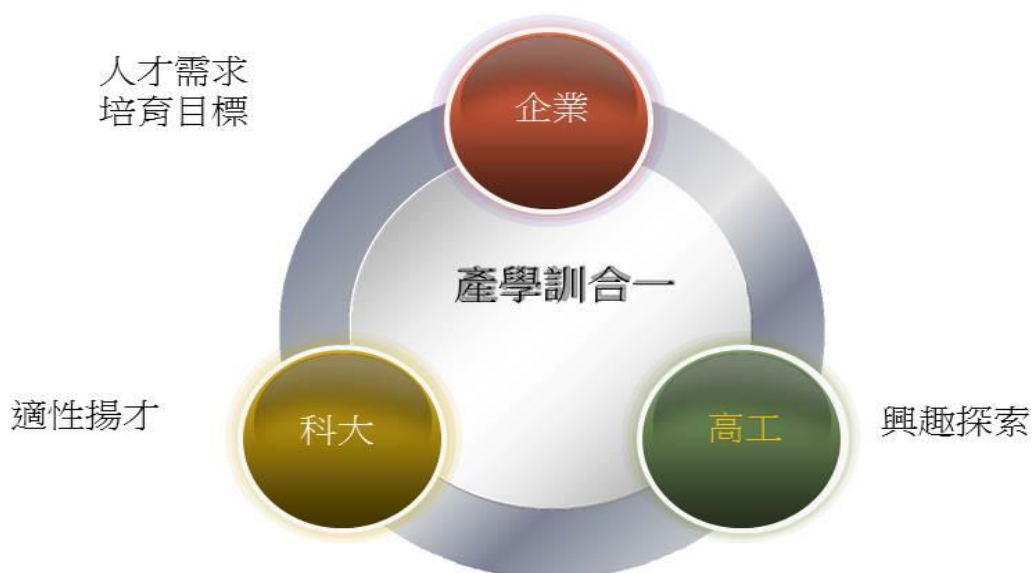 人才需求
培育目標
企業
產學訓合一
適性揚才
科大
高工
興趣探索